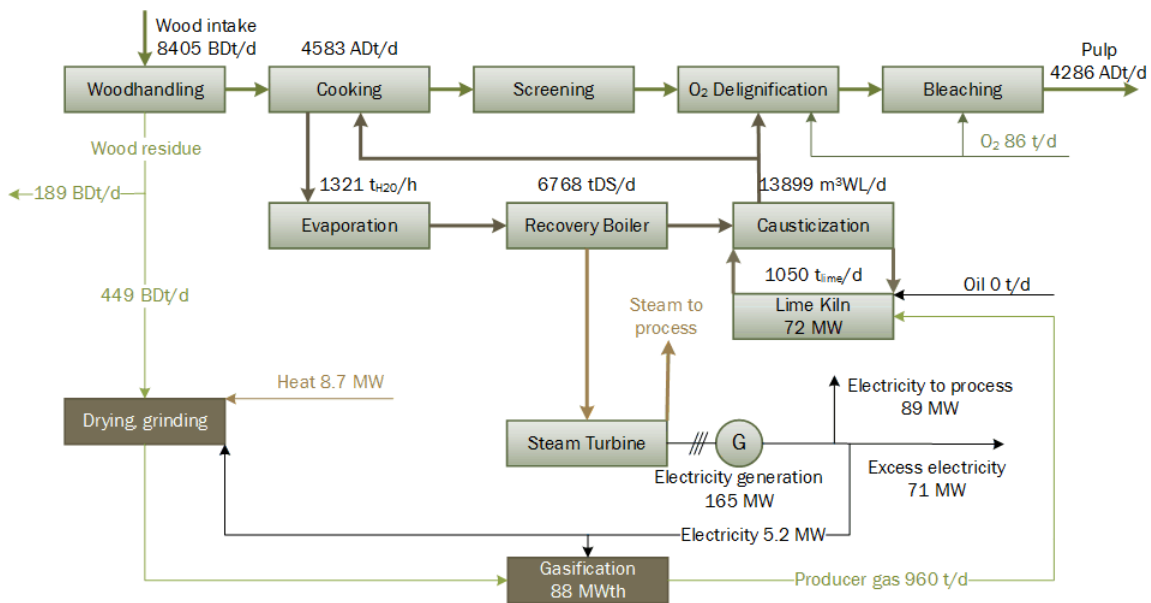 Wood intake
8405 BDt/d
4583 ADt/d
Pulp
4286 ADt/d
Woodhandling
Cooking
Screening
O₂ Delignification
Bleaching
Wood residue
O₂ 86 t/d
189 BDt/d
1321 tH2O/h
6768 tDS/d
13899 m³WL/d
Evaporation
Recovery Boiler
Causticization
449 BDt/d
1050 tlime/d
Oil 0 t/d
Lime Kiln
72 MW
Steam to
process
Heat 8.7 MW
Electricity to process
89 MW
Drying, grinding
Steam Turbine
G
Electricity generation
165 MW
Excess electricity
71 MW
Electricity 5.2 MW
Gasification
88 MWth
Producer gas 960 t/d